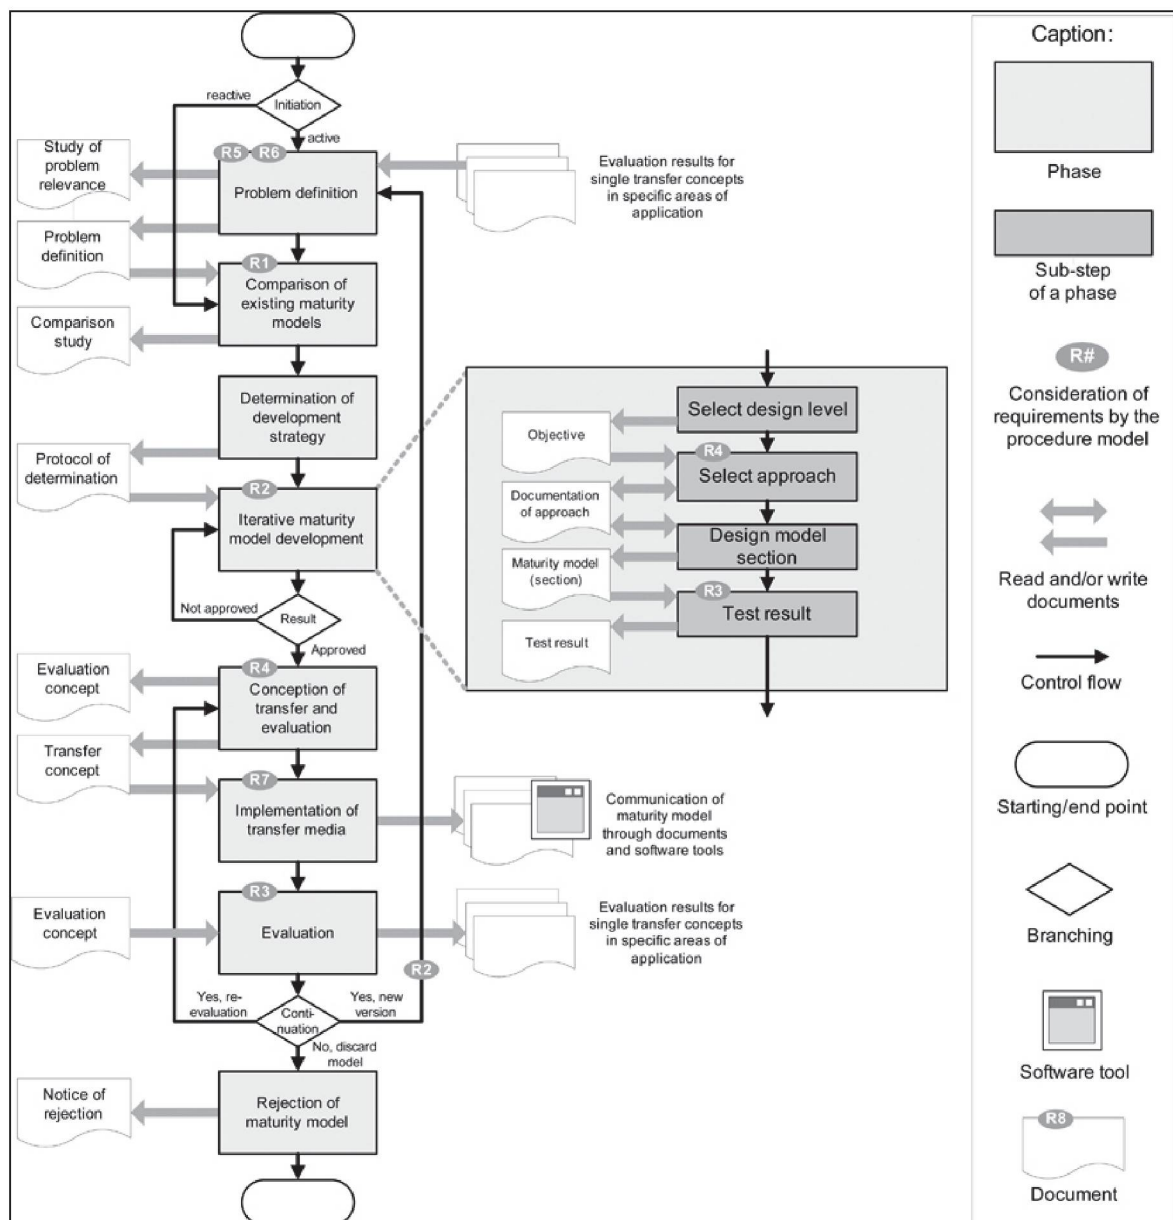 Initiation
reactive
active
R5
R6
Problem definition
Study of
problem
relevance
Problem
definition
Evaluation results for
single transfer concepts
in specific areas of
application
R1
Comparison of
existing maturity
models
Comparison
study
Determination of
development
strategy
Protocol of
determination
R2
Iterative maturity
model development
Not approved
Result
Approved
Evaluation
concept
R4
Conception of
transfer and
evaluation
Transfer
concept
R7
Implementation of
transfer media
Communication of
maturity model
through documents
and software tools
R3
Evaluation
Evaluation
concept
Evaluation results for
single transfer concepts
in specific areas of
application
R2
Yes, re-
evaluation
Conti-
nuation
Yes, new
version
No, discard
model
Rejection of
maturity model
Notice of
rejection
Select design level
Objective
R4
Select approach
Documentation
of approach
Design model
section
Maturity model
(section)
R3
Test result
Test result
Caption:
Phase
Sub-step
of a phase
R#
Consideration of
requirements by the
procedure model
Read and/or write
documents
Control flow
Starting/end point
Branching
Software tool
R8
Document